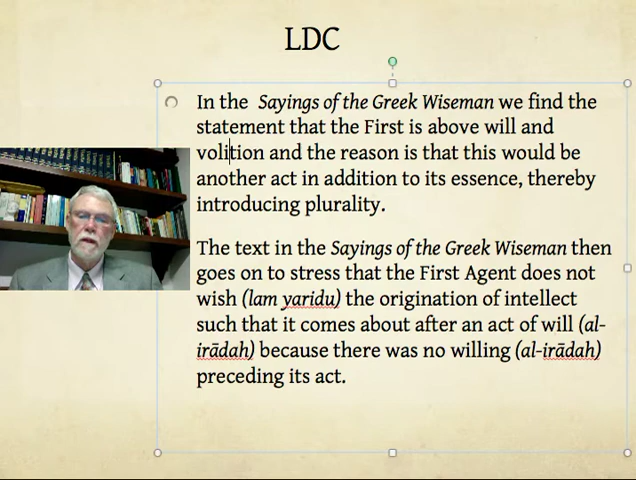 LDC
In the Sayings of the Greek Wiseman we find the
statement that the First is above will and
volition and the reason is that this would be
another act in addition to its essence, thereby
introducing plurality.
The text in the Sayings of the Greek Wiseman then
goes on to stress that the First Agent does not
wish (lam yaridu) the origination of intellect
such that it comes about after an act of will (al-
irādah) because there was no willing (al-irādah)
preceding its act.